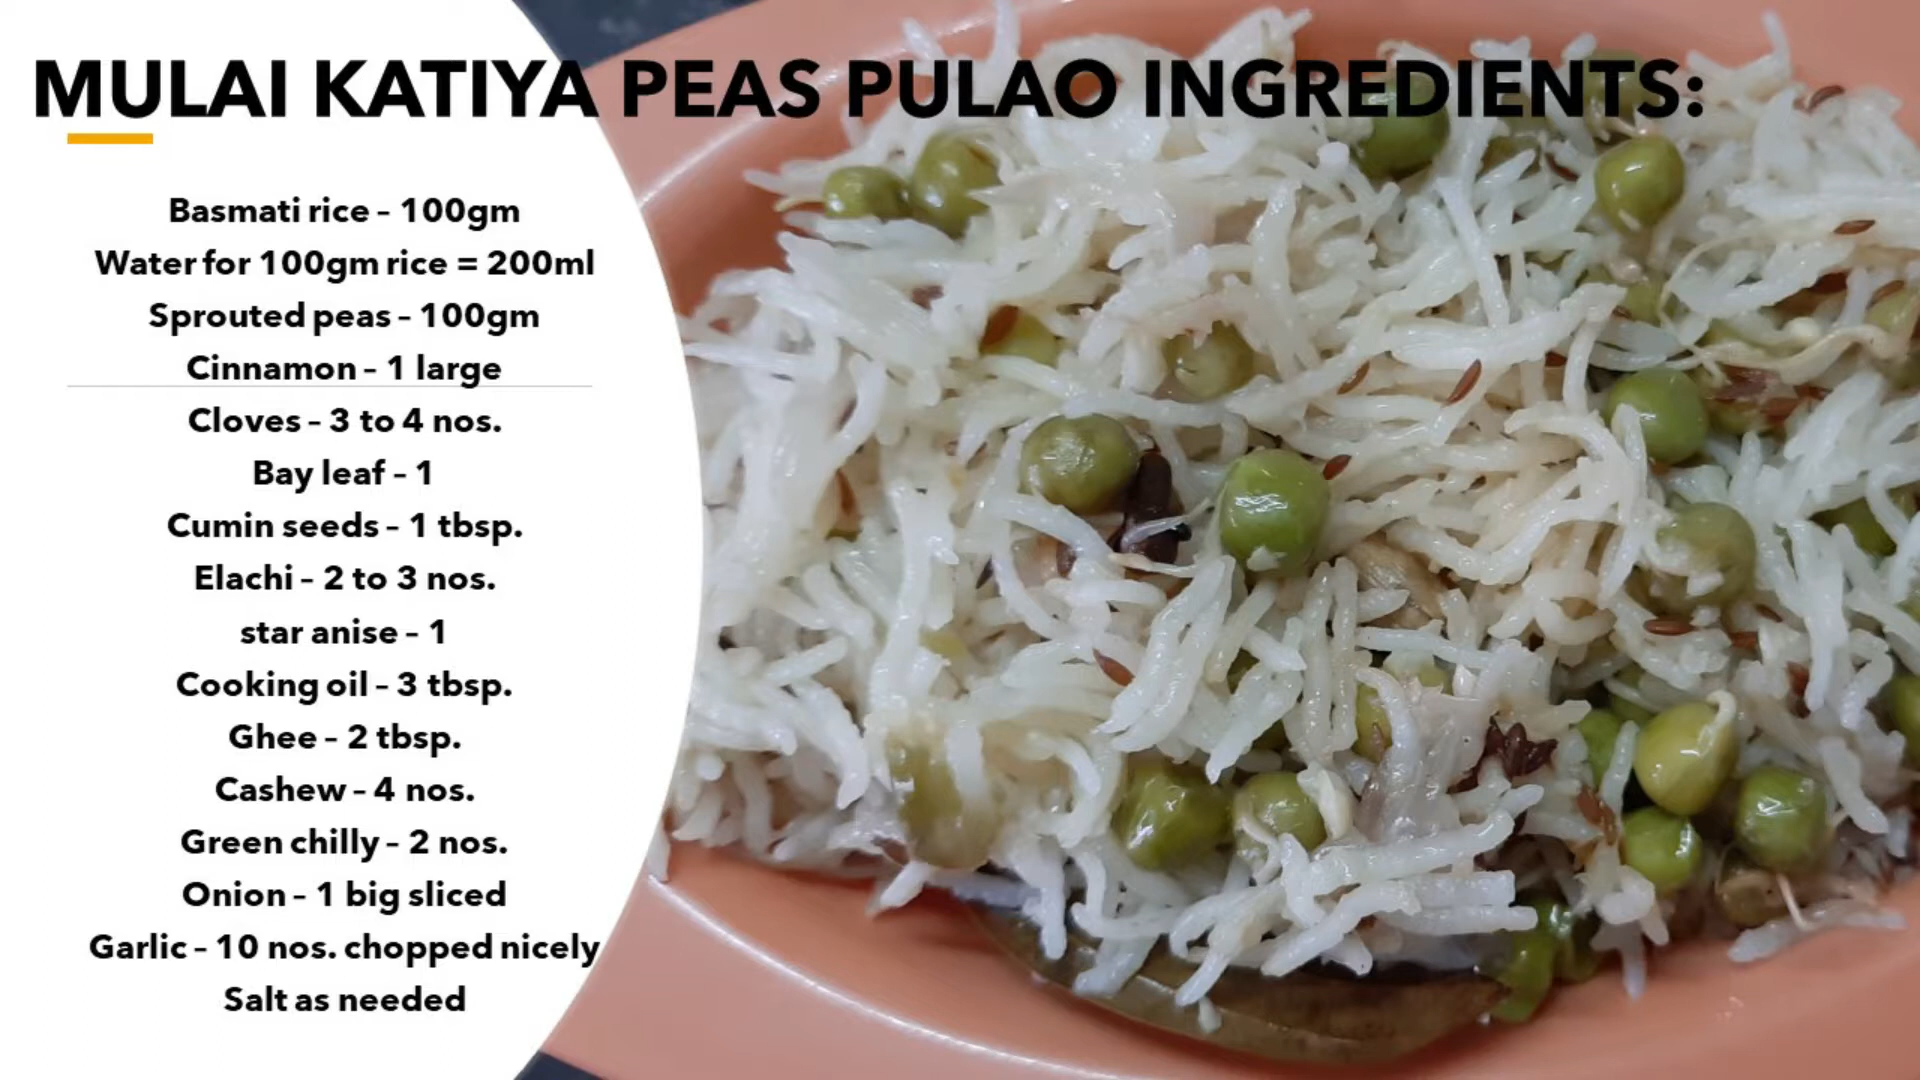 MULAI KATIYA PEAS PULAO INGREDIENTS:
Basmati rice – 100gm
Water for 100gm rice = 200ml
Sprouted peas – 100gm
Cinnamon – 1 large
Cloves – 3 to 4 nos.
Bay leaf – 1
Cumin seeds – 1 tbsp.
Elachi – 2 to 3 nos.
star anise – 1
Cooking oil – 3 tbsp.
Ghee – 2 tbsp.
Cashew – 4 nos.
Green chilly – 2 nos.
Onion – 1 big sliced
Garlic – 10 nos. chopped nicely
Salt as needed